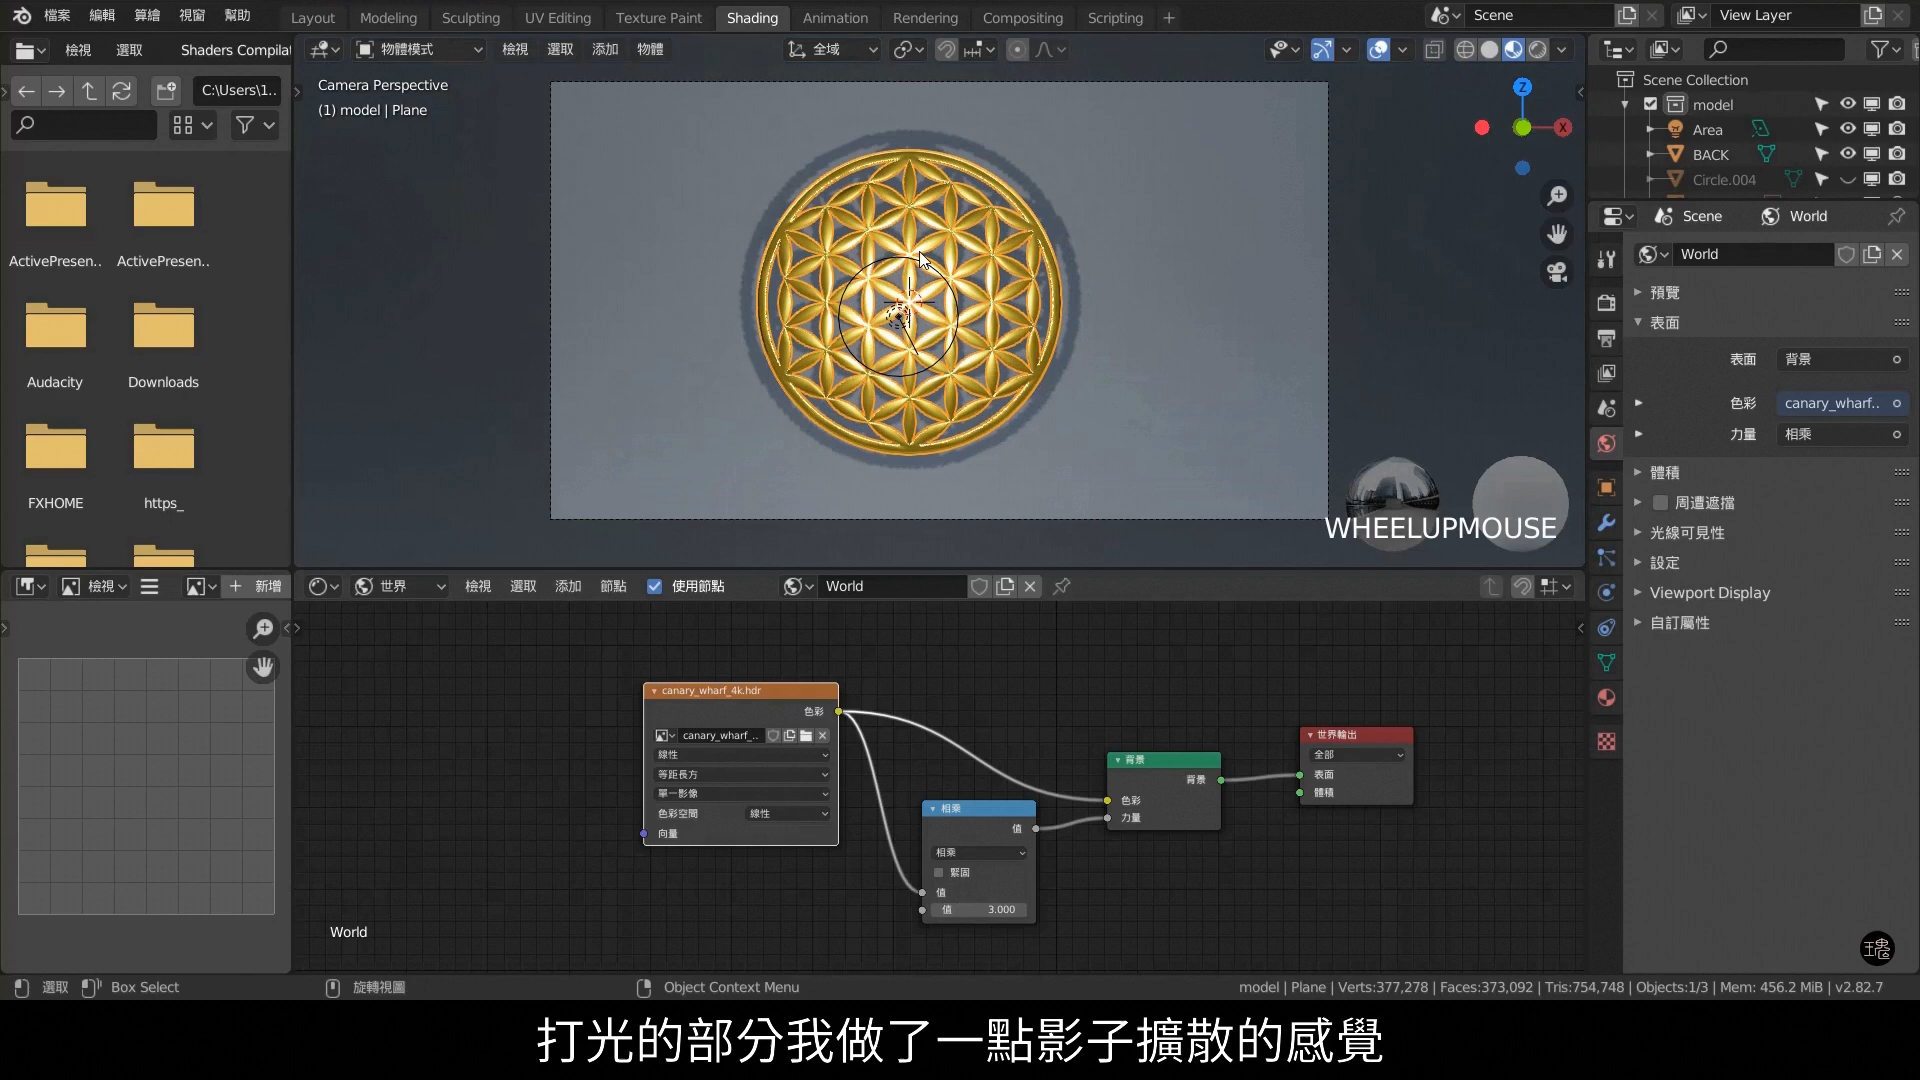 檔案 編輯 算繪 視窗 幫助 Layout Modeling Sculpting UV Editing Texture Paint Shading Animation Rendering Compositing Scripting + Scene View Layer
檢視 選取 Shaders Compilat
物體模式 檢視 選取 添加 物體 全域
C:\Users\1..
Camera Perspective
(1) model | Plane
Z
X
Scene Collection
model
Area
BACK
Circle.004
ActivePresen.. ActivePresen..
Audacity Downloads
FXHOME https_
Scene World
World
預覽
表面
表面 背景
色彩 canary_wharf..
力量 相乘
體積
周遭遮擋
光線可見性
設定
Viewport Display
自訂屬性
WHEELUPMOUSE
檢視 新增
世界 檢視 選取 添加 節點 使用節點 World
canary_wharf_4k.hdr
色彩
canary_wharf_..
線性
等距長方
單一影像
色彩空間 線性
向量
相乘
值
相乘
緊固
值
值 3.000
背景
背景
色彩
力量
世界輸出
全部
表面
體積
World
選取 Box Select 旋轉視圖 Object Context Menu model | Plane | Verts:377,278 | Faces:373,092 | Tris:754,748 | Objects:1/3 | Mem: 456.2 MiB | v2.82.7
打光的部分我做了一點影子擴散的感覺